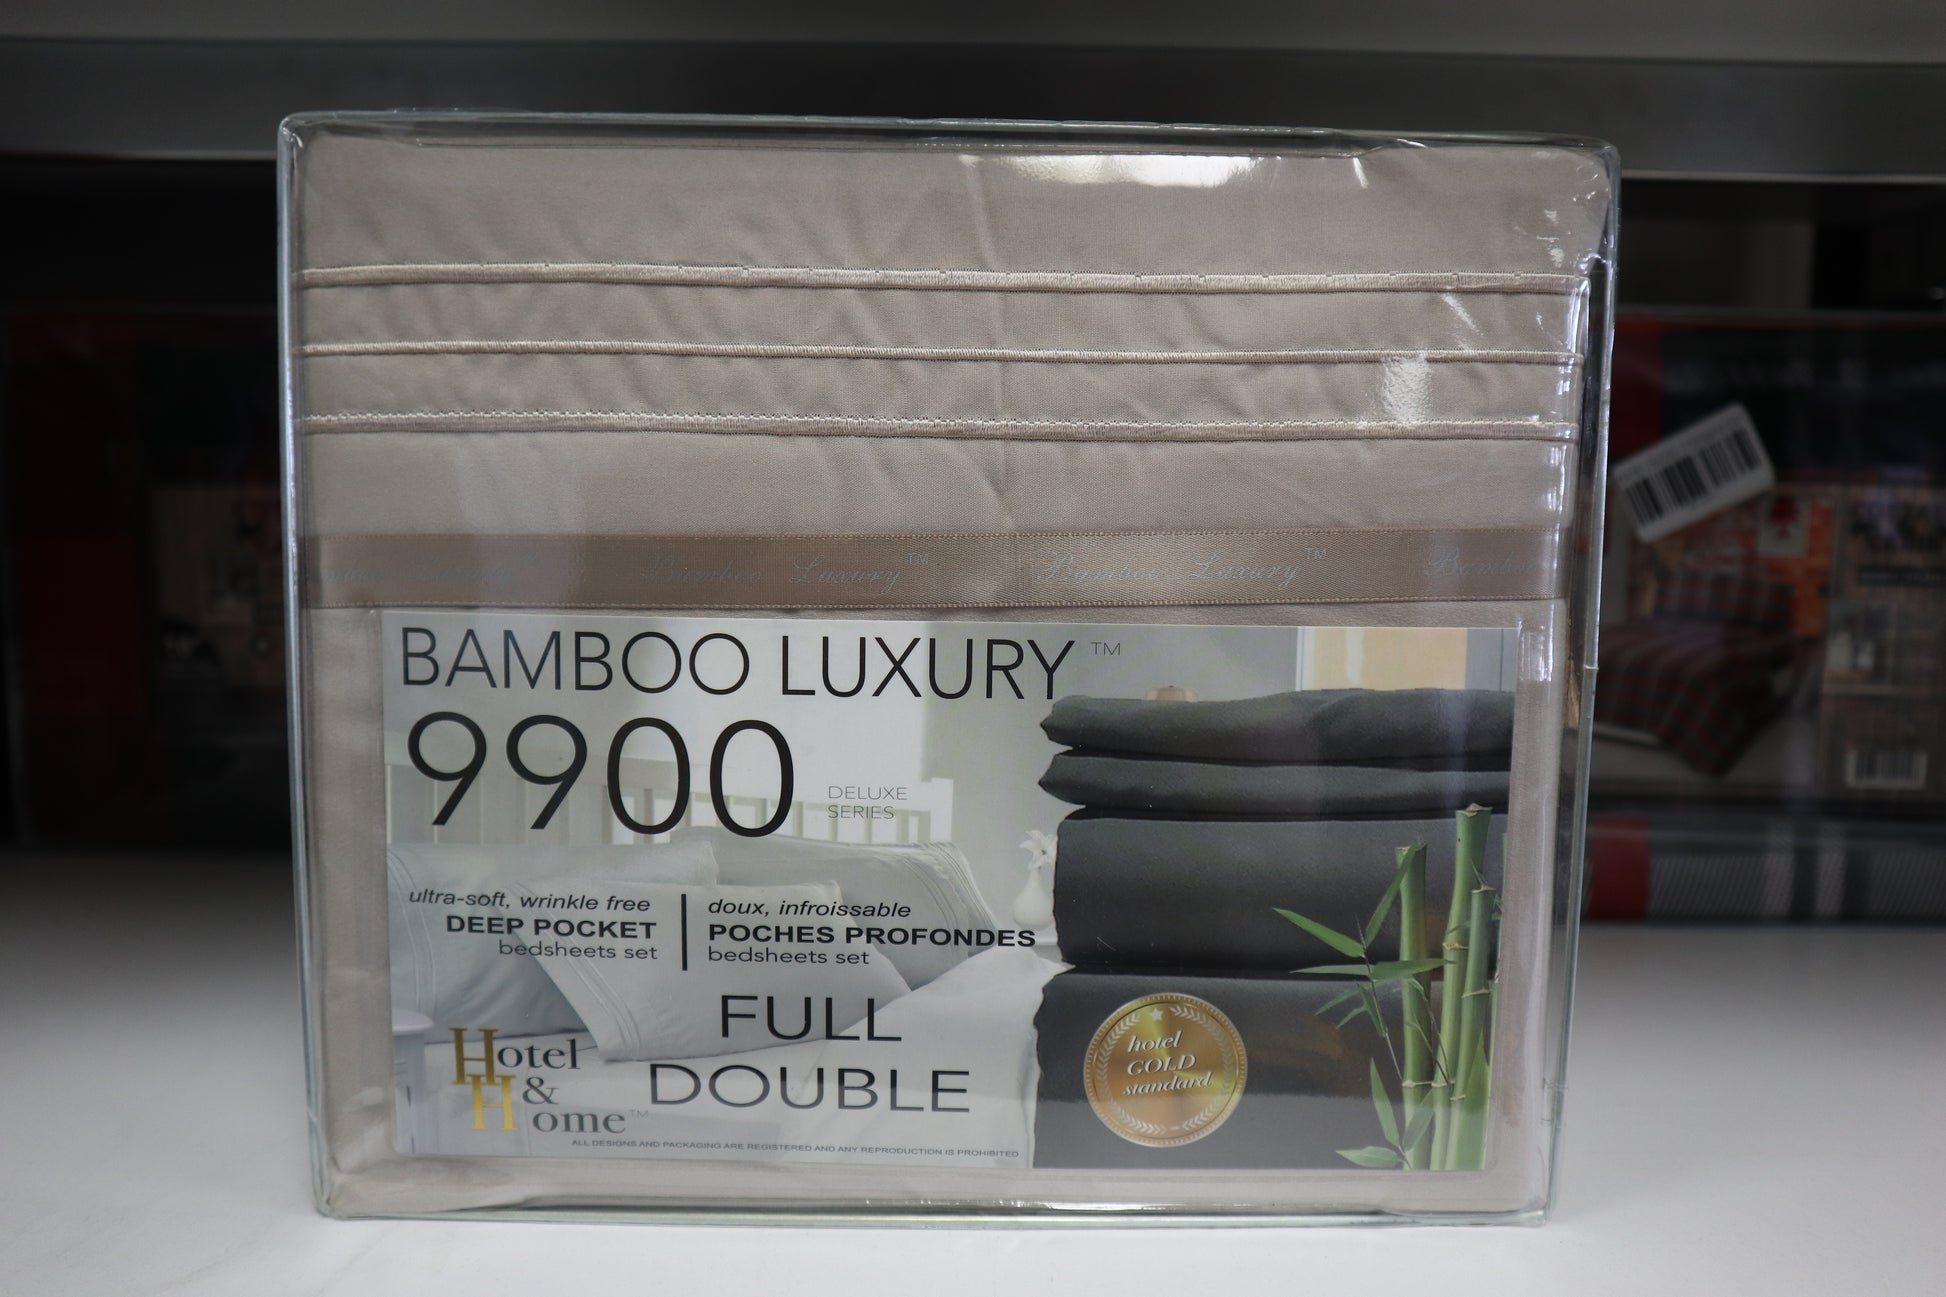 Bamboo Luxury™ Bamboo Luxury™ Bamboo
BAMBOO LUXURY™
9900
DELUXE
SERIES
ultra-soft, wrinkle free
DEEP POCKET
bedsheets set
doux, infroissable
POCHES PROFONDES
bedsheets set
FULL
DOUBLE
Hotel
&
Home™
hotel
GOLD
standard
ALL DESIGNS AND PACKAGING ARE REGISTERED AND ANY REPRODUCTION IS PROHIBITED